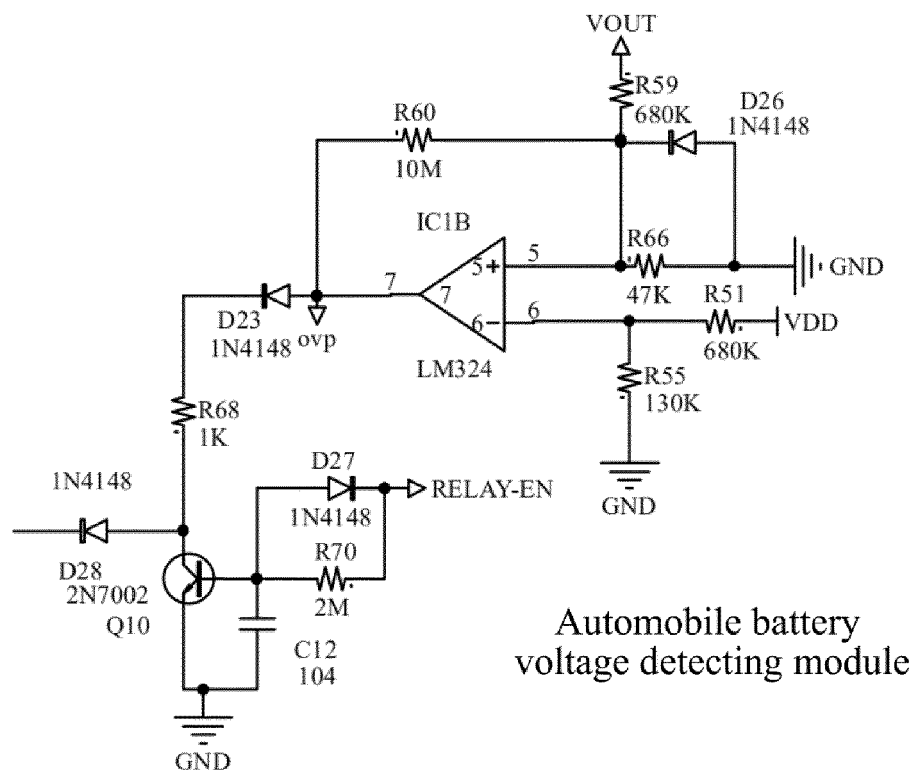 VOUT
R59
680K
D26
1N4148
R60
10M
IC1B
5
5+
R66
47K
GND
7
7
6
6−
R51
680K
VDD
D23
1N4148
ovp
LM324
R55
130K
GND
R68
1K
D27
1N4148
RELAY-EN
1N4148
D28
2N7002
Q10
R70
2M
C12
104
GND
Automobile battery
voltage detecting module